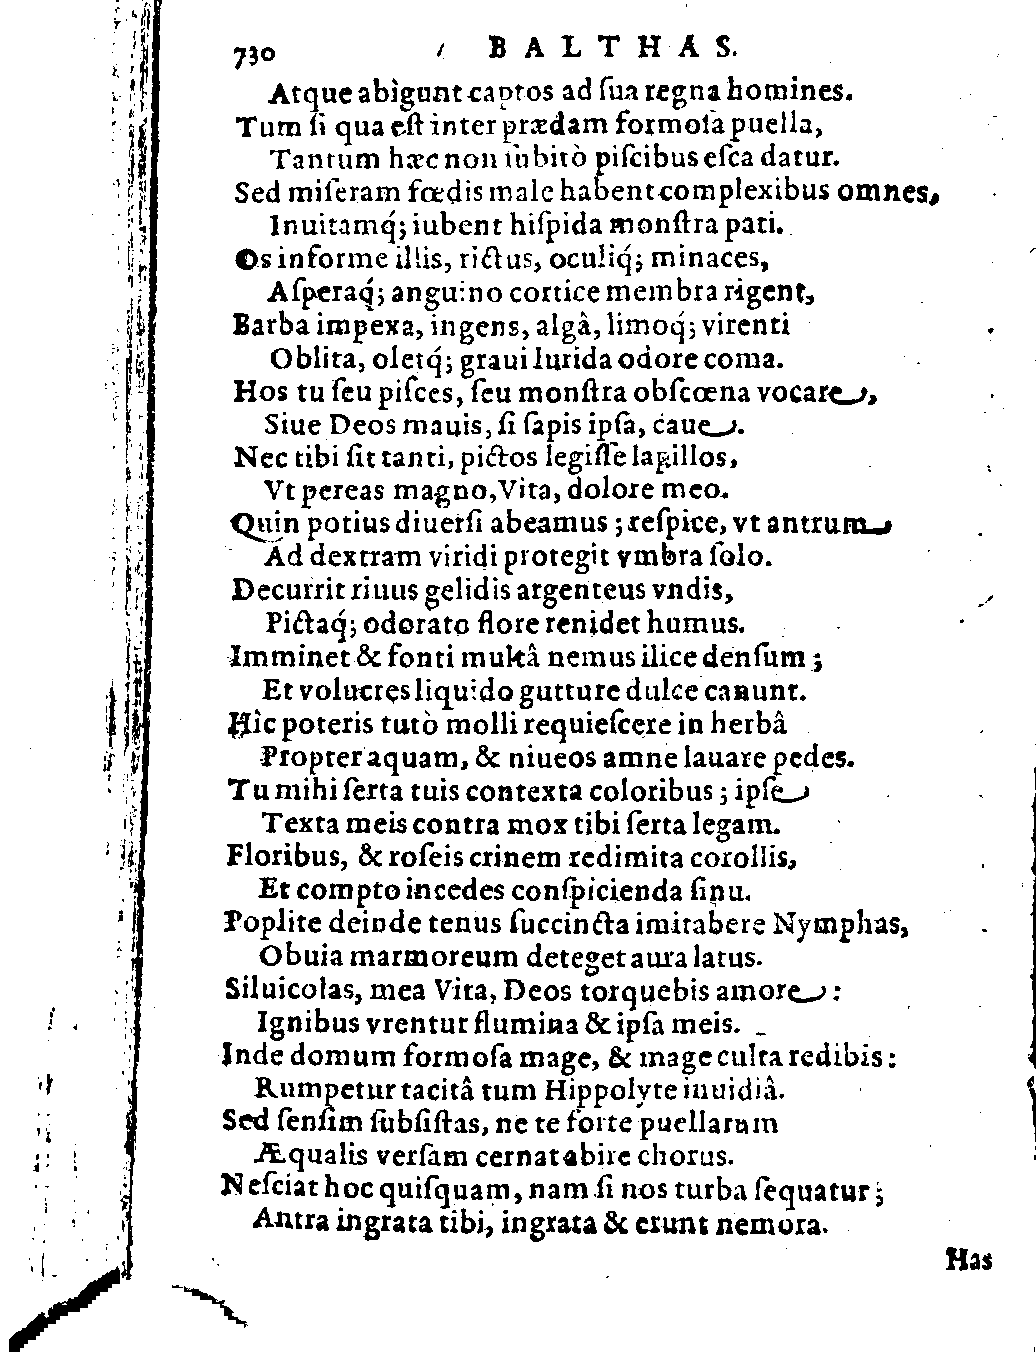 730 BALTHAS.
Atque abigunt captos ad ſua regna homines.
Tum ſi qua eſt inter prædam formoſa puella,
Tantum hæc non ſubitò piſcibus eſca datur.
Sed miſeram fœdis male habent complexibus omnes,
Inuitamq́; iubent hiſpida monſtra pati.
Os informe illis, rictus, oculiq́; minaces,
Aſperaq́; anguino cortice membra rigent,
Barba impexa, ingens, algâ, limoq́; virenti
Oblita, oletq́; graui lurida odore coma.
Hos tu ſeu piſces, ſeu monſtra obſcœna vocare,
Siue Deos mauis, ſi ſapis ipſa, caue.
Nec tibi ſit tanti, pictos legiſſe lapillos,
Vt pereas magno, Vita, dolore meo.
Quin potius diuerſi abeamus; reſpice, vt antrum
Ad dextram viridi protegit vmbra ſolo.
Decurrit riuus gelidis argenteus vndis,
Pictaq́; odorato flore renidet humus.
Imminet & fonti multâ nemus ilice denſum;
Et volucres liquido gutture dulce canunt.
Hìc poteris tutò molli requieſcere in herbâ
Propter aquam, & niueos amne lauare pedes.
Tu mihi ſerta tuis contexta coloribus; ipſe
Texta meis contra mox tibi ſerta legam.
Floribus, & roſeis crinem redimita corollis,
Et compto incedes conſpicienda ſinu.
Poplite deinde tenus ſuccincta imitabere Nymphas,
Obuia marmoreum deteget aura latus.
Siluicolas, mea Vita, Deos torquebis amore:
Ignibus vrentur flumina & ipſa meis.
Inde domum formoſa mage, & mage culta redibis:
Rumpetur tacitâ tum Hippolyte inuidiâ.
Sed ſenſim ſubſiſtas, ne te forte puellarum
Æqualis verſam cernat abire chorus.
Neſciat hoc quiſquam, nam ſi nos turba ſequatur;
Antra ingrata tibi, ingrata & erunt nemora.
Has